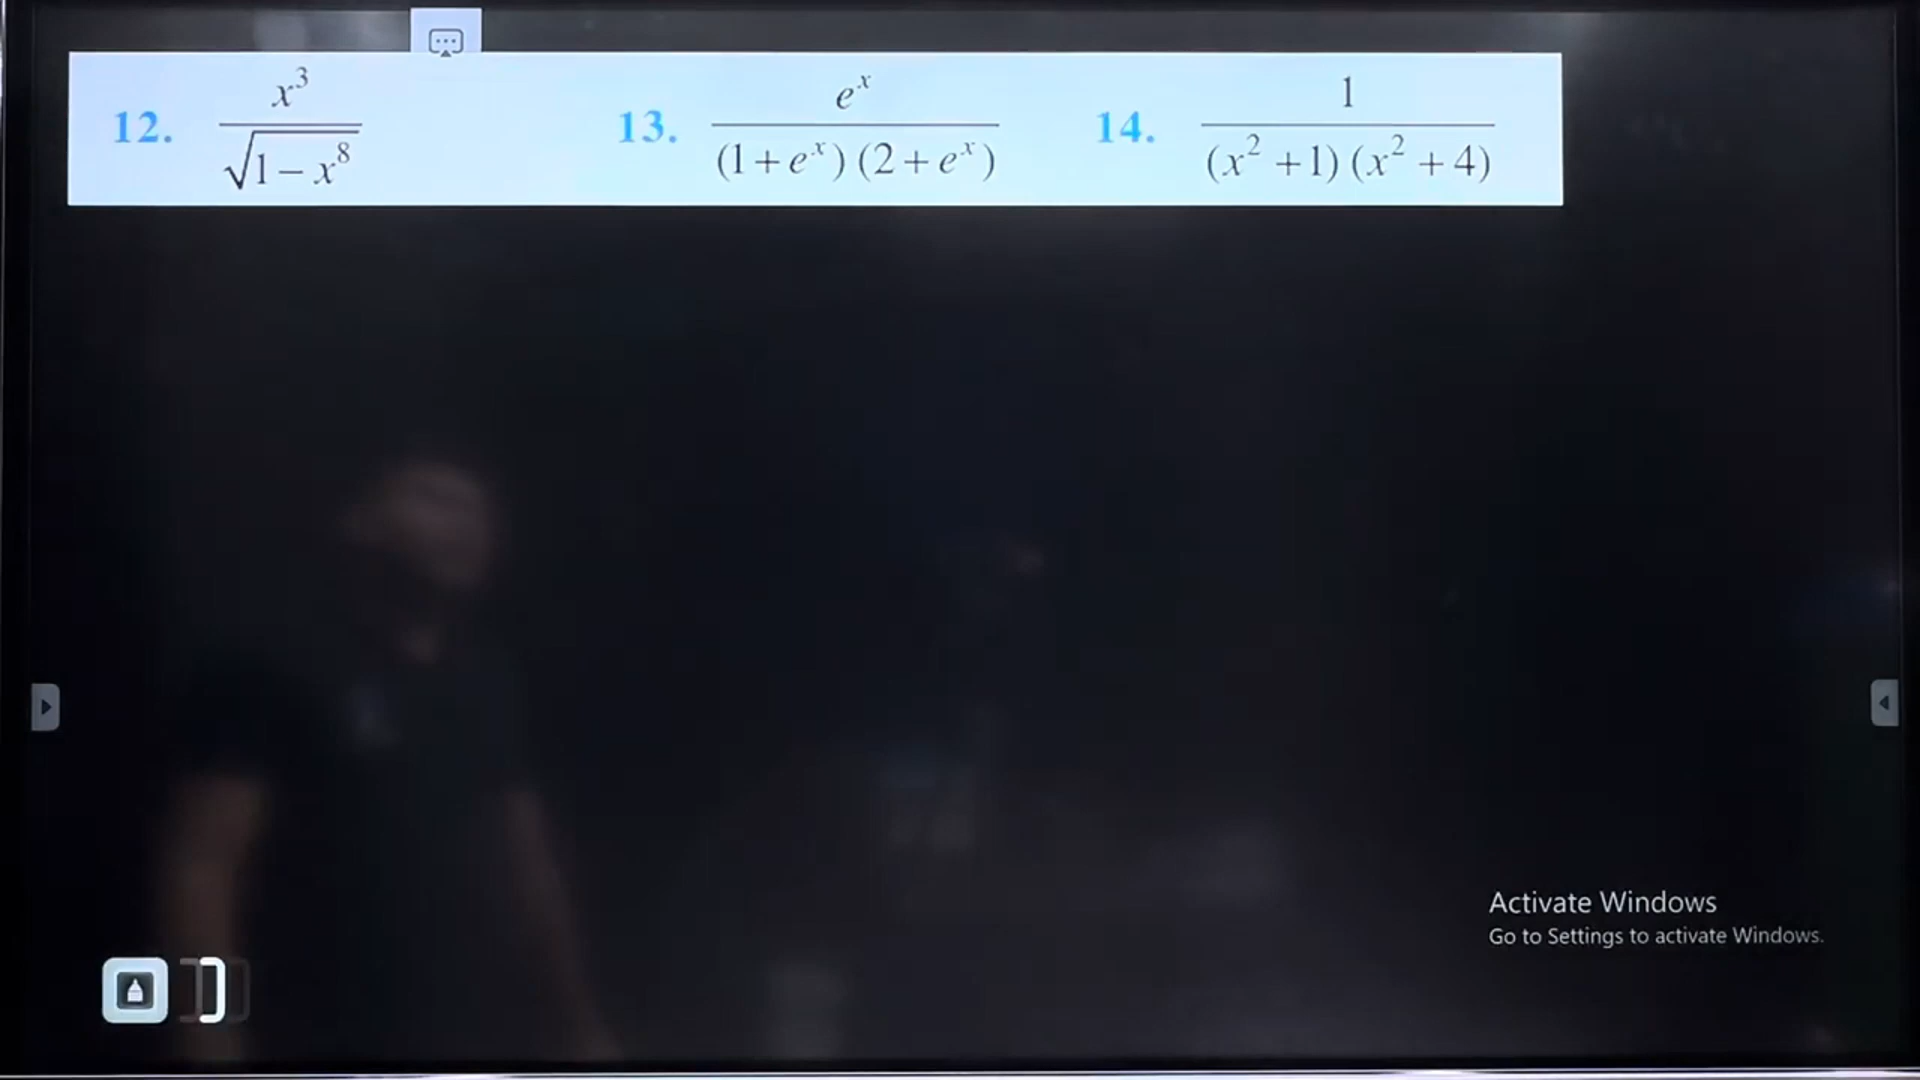 12. x³/√(1 – x⁸) 13. eˣ/((1 + eˣ) (2 + eˣ)) 14. 1/((x² + 1) (x² + 4))
Activate Windows
Go to Settings to activate Windows.